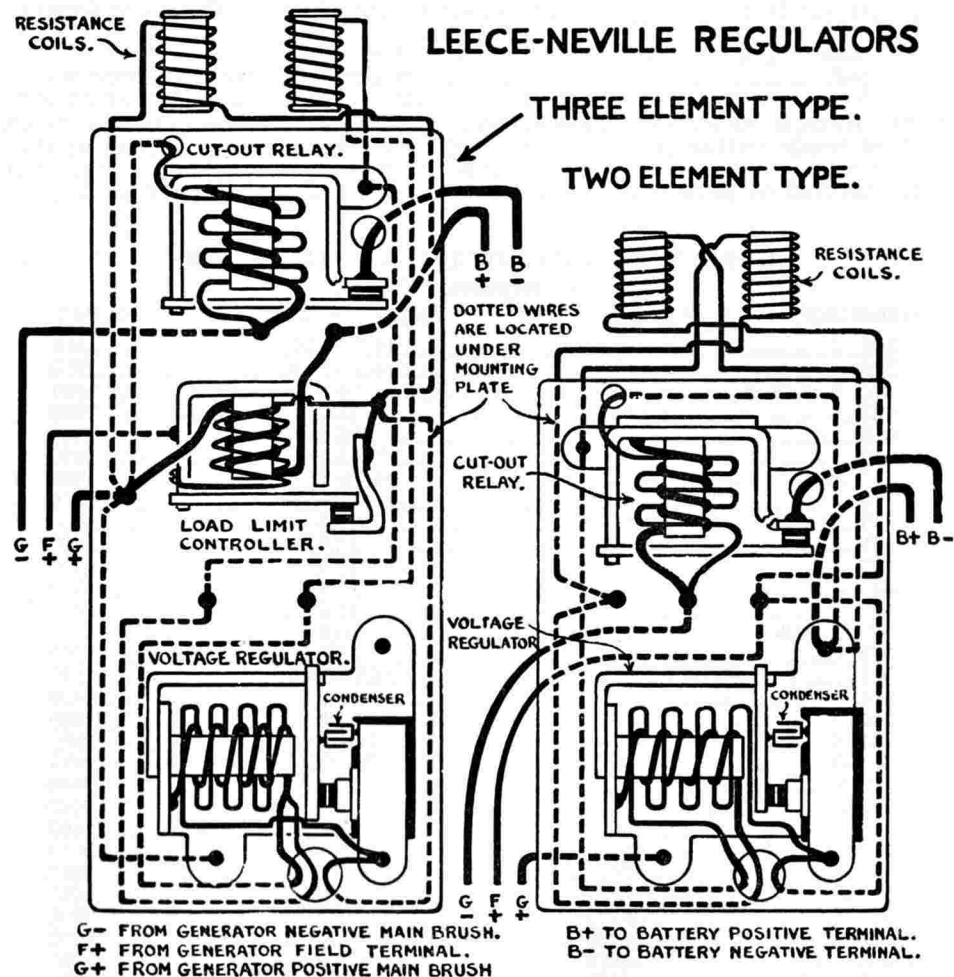 LEECE-NEVILLE REGULATORS
THREE ELEMENT TYPE.
TWO ELEMENT TYPE.
RESISTANCE
COILS.
CUT-OUT RELAY.
B
+
B
-
DOTTED WIRES
ARE LOCATED
UNDER
MOUNTING
PLATE
RESISTANCE
COILS.
CUT-OUT
RELAY.
G
-
F
+
G
+
LOAD LIMIT
CONTROLLER.
B+ B-
VOLTAGE REGULATOR.
CONDENSER
VOLTAGE
REGULATOR
CONDENSER
G
-
F
+
G
+
G- FROM GENERATOR NEGATIVE MAIN BRUSH.
F+ FROM GENERATOR FIELD TERMINAL.
G+ FROM GENERATOR POSITIVE MAIN BRUSH
B+ TO BATTERY POSITIVE TERMINAL.
B- TO BATTERY NEGATIVE TERMINAL.